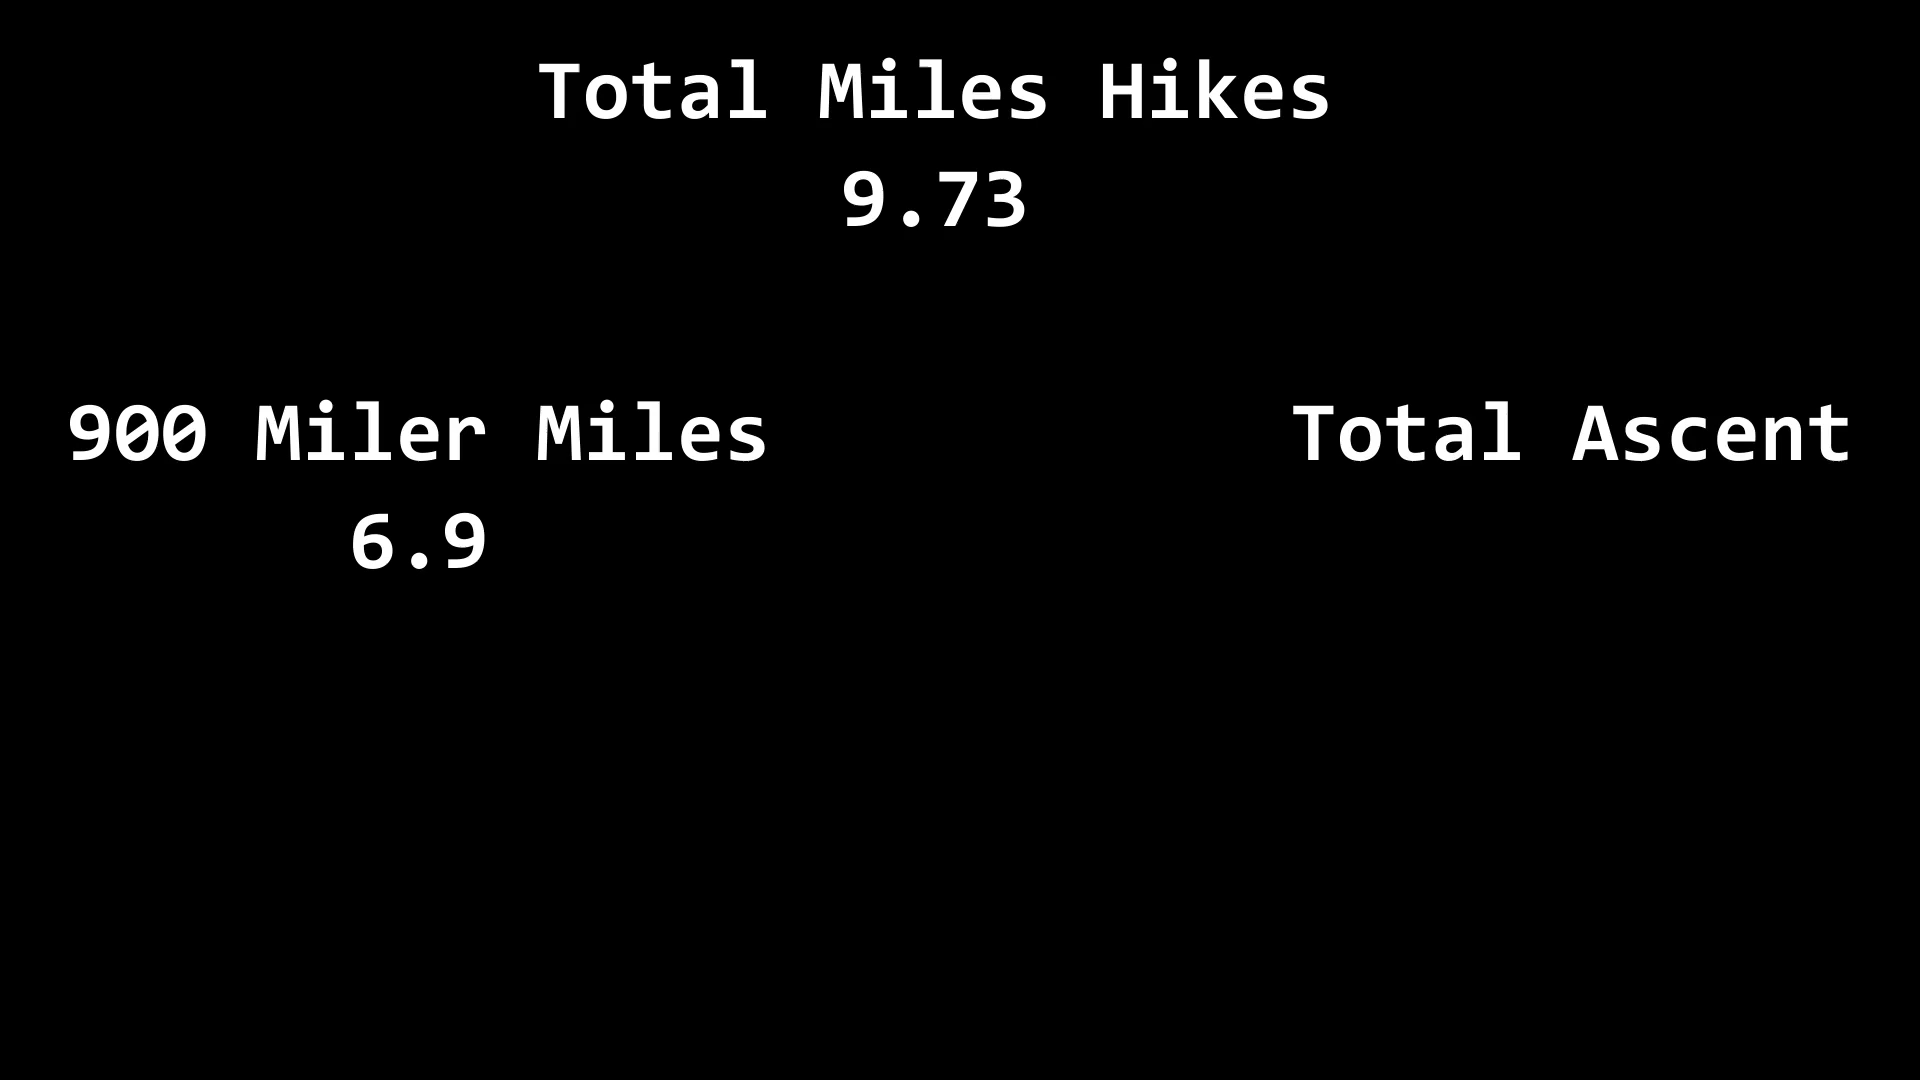 Total Miles Hikes
9.73
900 Miler Miles
6.9
Total Ascent